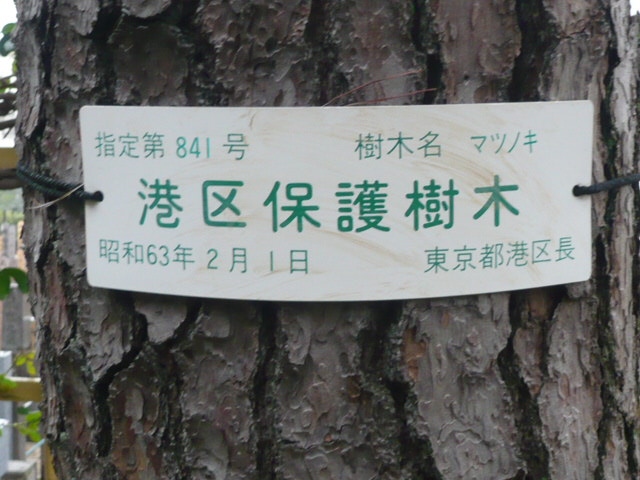 指定第 841 号 樹木名 マツノキ
港区保護樹木
昭和63年 2月 1日 東京都港区長